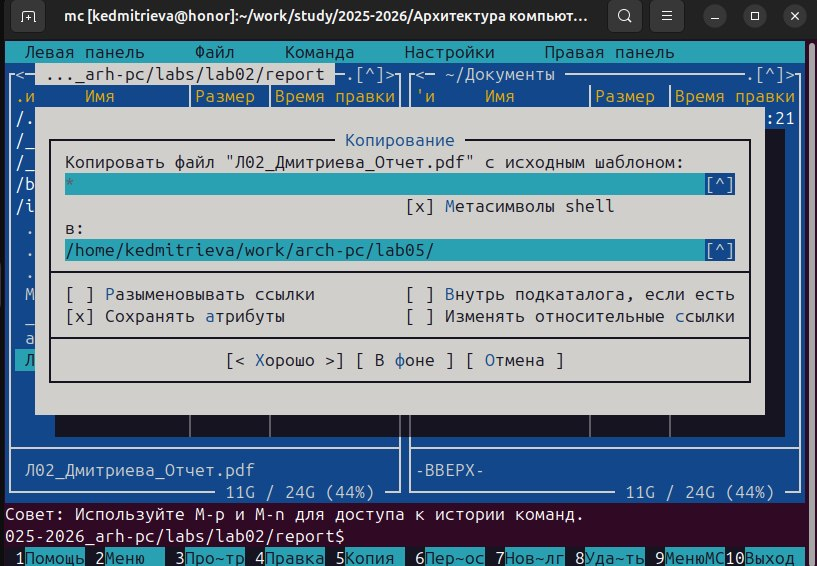 mc [kedmitrieva@honor]:~/work/study/2025-2026/Архитектура компьют...
Левая панель Файл Команда Настройки Правая панель
<— ..._arh-pc/labs/lab02/report —.[^]> <— ~/Документы —.[^]>
.и Имя Размер Время правки 'и Имя Размер Время правки
/. :21
/_
/_
/b
/i
.
.
.
М
_
а
Л
Копирование
Копировать файл "Л02_Дмитриева_Отчет.pdf" с исходным шаблоном:
* [^]
[x] Метасимволы shell
в:
/home/kedmitrieva/work/arch-pc/lab05/ [^]
[ ] Разыменовывать ссылки [ ] Внутрь подкаталога, если есть
[x] Сохранять атрибуты [ ] Изменять относительные ссылки
[< Хорошо >] [ В фоне ] [ Отмена ]
Л02_Дмитриева_Отчет.pdf -ВВЕРХ-
11G / 24G (44%) 11G / 24G (44%)
Совет: Используйте M-p и M-n для доступа к истории команд.
025-2026_arh-pc/labs/lab02/report$
1Помощь 2Меню 3Про~тр 4Правка 5Копия 6Пер~ос 7Нов~лг 8Уда~ть 9МенюMC 10Выход